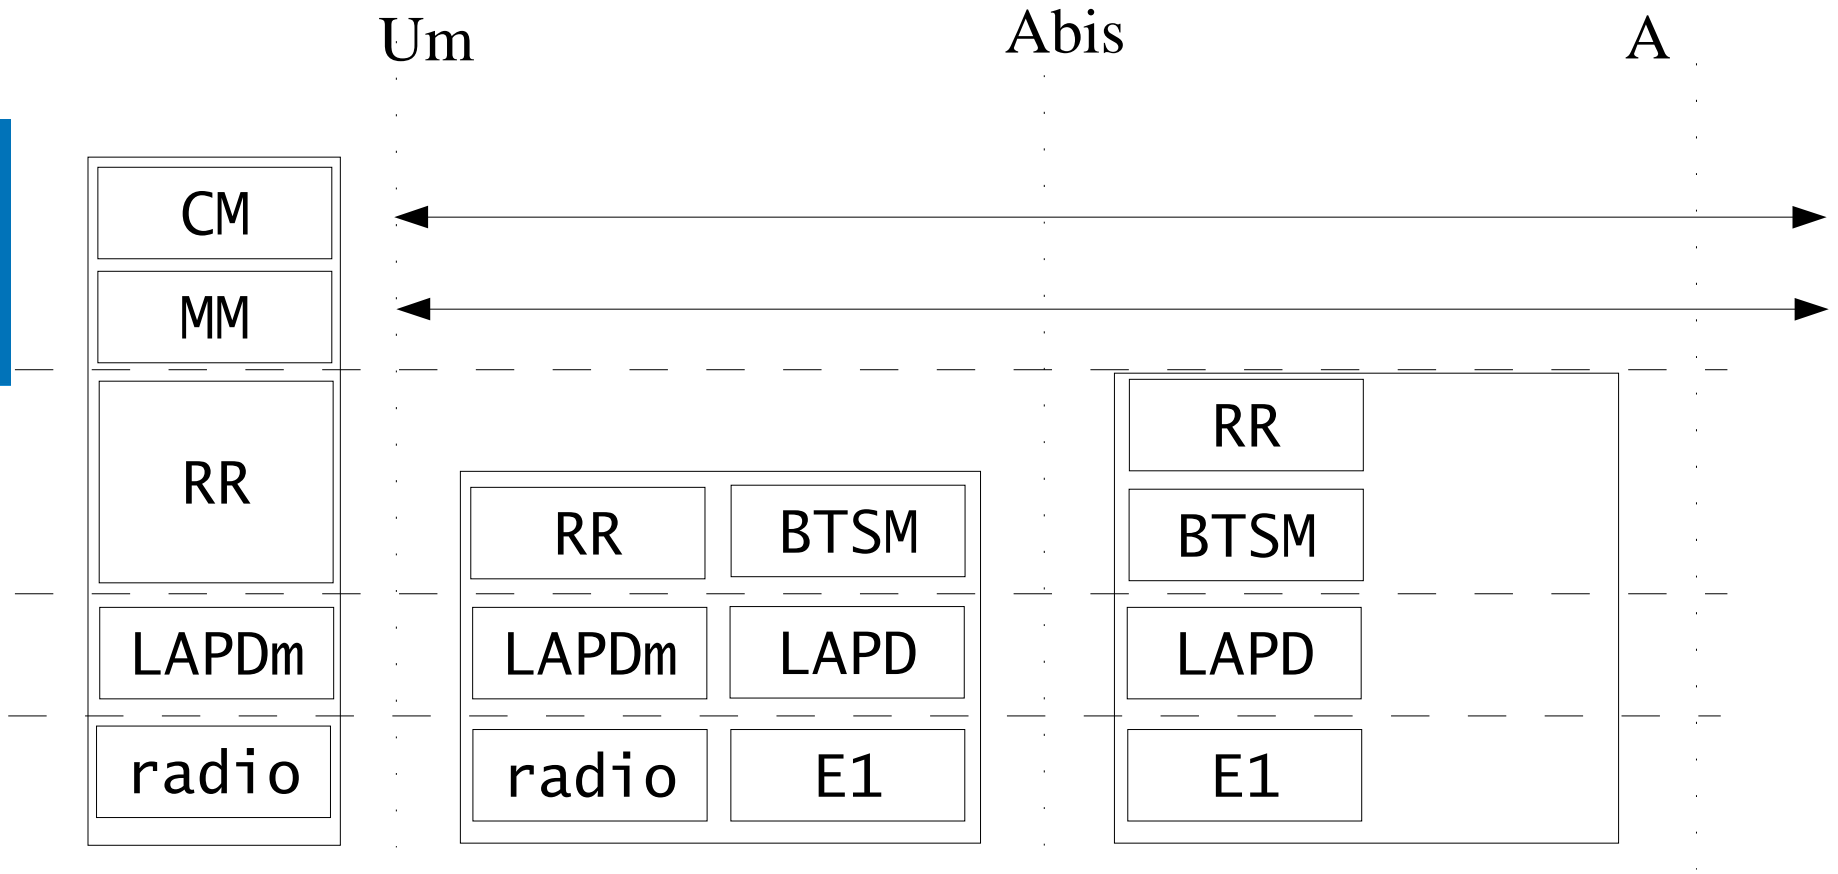 Um Abis A
CM
MM
RR
LAPDm
radio
RR BTSM
LAPDm LAPD
radio E1
RR
BTSM
LAPD
E1